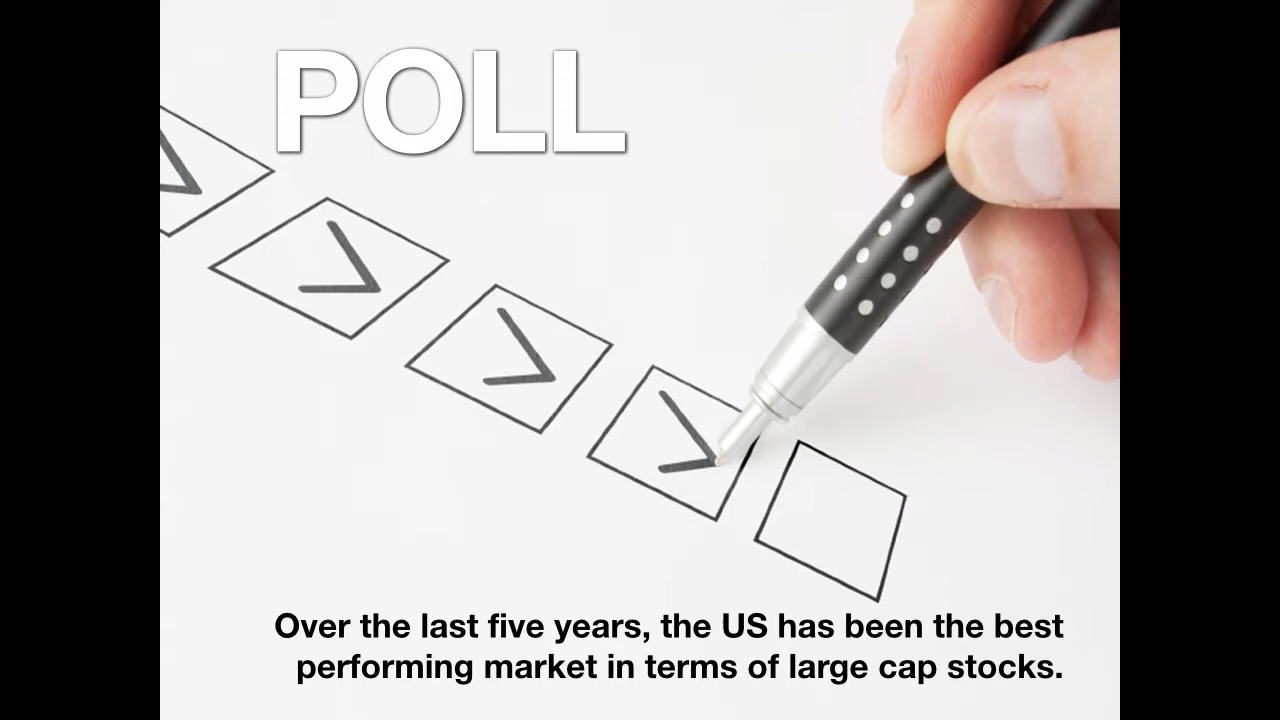 POLL
Over the last five years, the US has been the best
performing market in terms of large cap stocks.